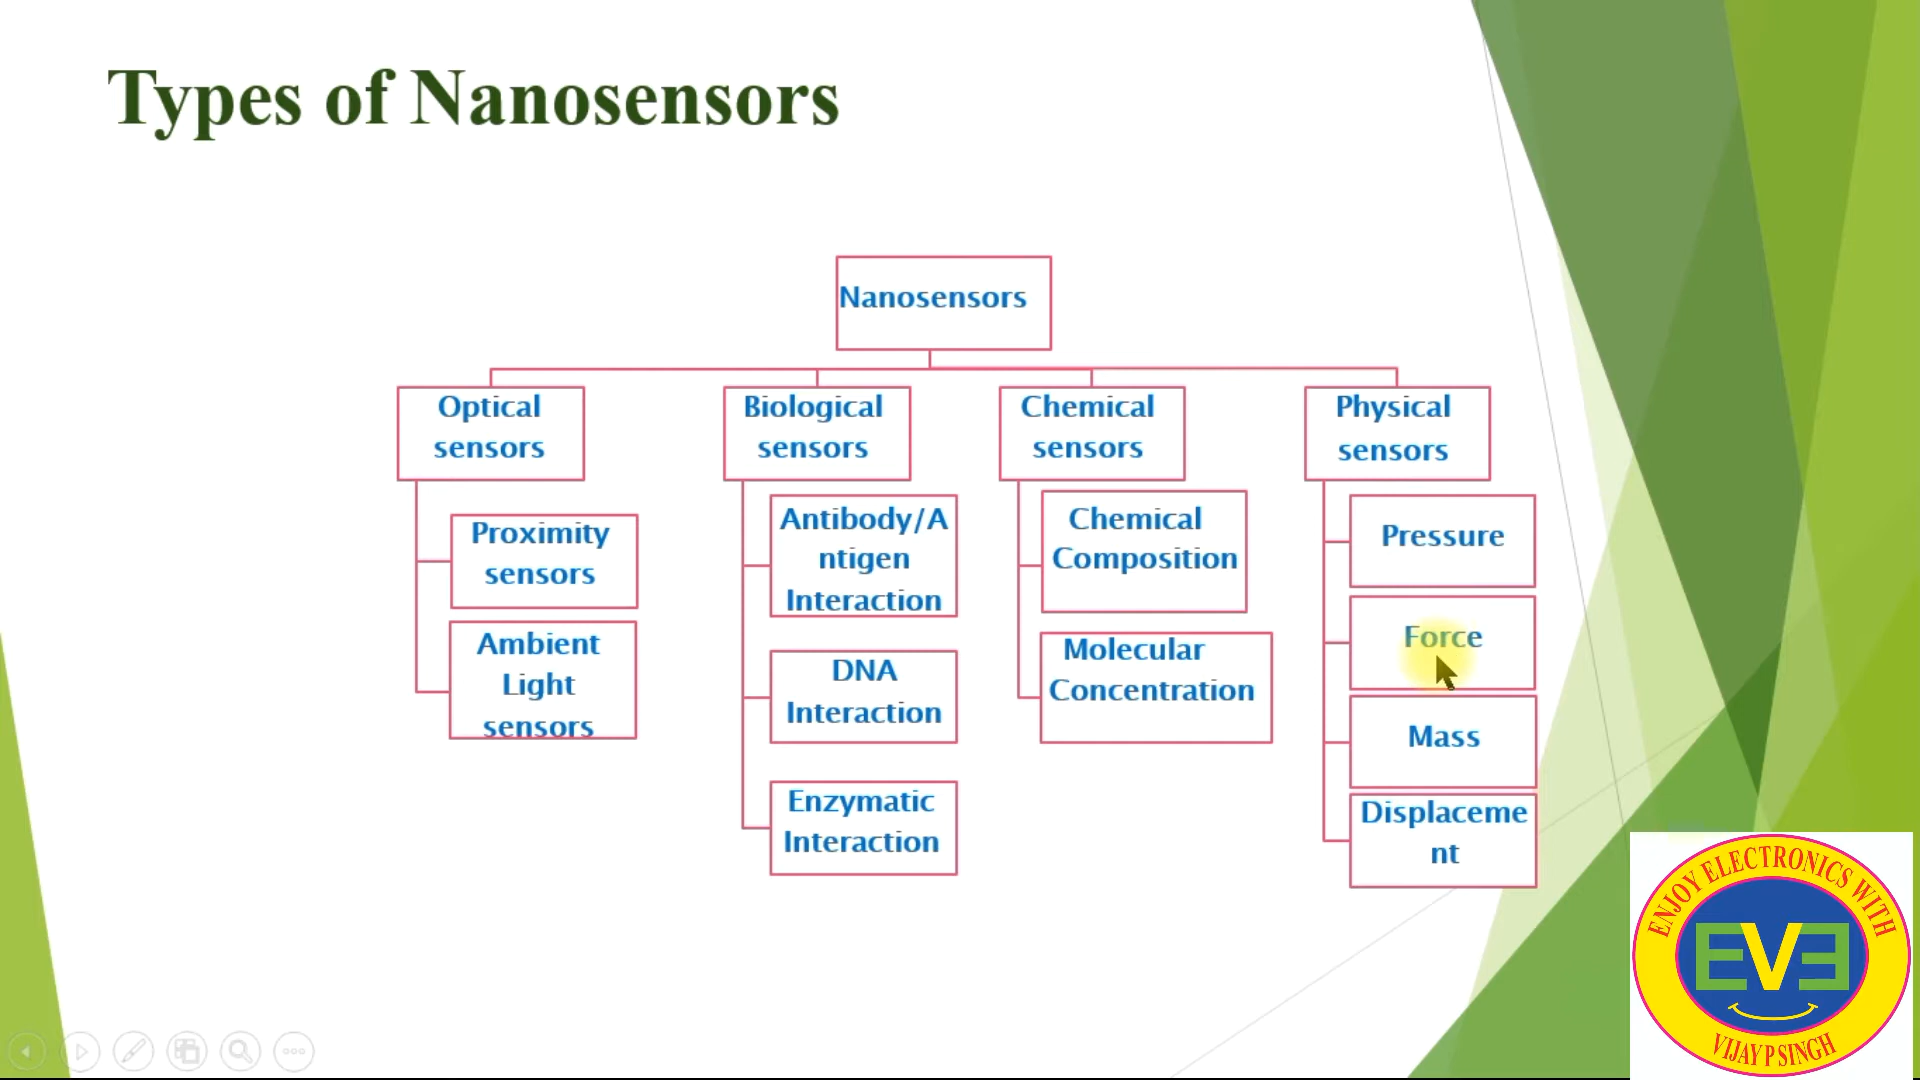 Types of Nanosensors
Nanosensors
Optical
sensors
Proximity
sensors
Ambient
Light
sensors
Biological
sensors
Antibody/A
ntigen
Interaction
DNA
Interaction
Enzymatic
Interaction
Chemical
sensors
Chemical
Composition
Molecular
Concentration
Physical
sensors
Pressure
Force
Mass
Displaceme
nt
ENJOY ELECTRONICS WITH
EVE
VIJAY P SINGH